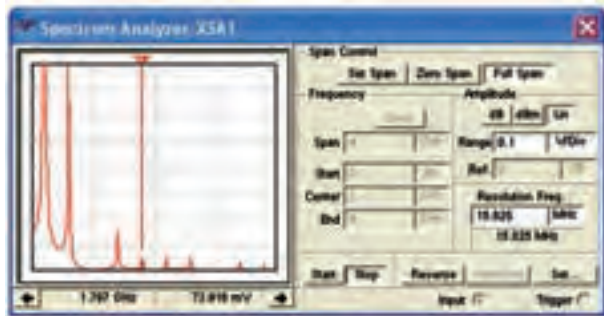 Spectrum Analyzer-XSA1
Span Control
Set Span Zero Span Full Span
Frequency
Amplitude
dB dBm Lin
Span
Range 0.1 V/Div
Start
Ref.
Center
Resolution Freq.
End
15.625 MHz
15.625 MHz
Start Stop Reverse Set...
1.797 GHz 72.818 mV
Input Trigger